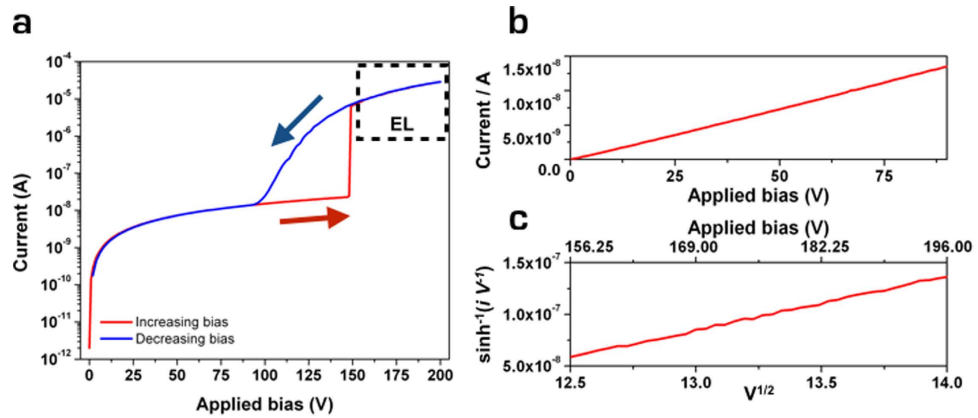 a
Current (A)
10⁻⁴
10⁻⁵
10⁻⁶
10⁻⁷
10⁻⁸
10⁻⁹
10⁻¹⁰
10⁻¹¹
10⁻¹²
EL
Increasing bias
Decreasing bias
0 25 50 75 100 125 150 175 200
Applied bias (V)
b
Current / A
1.5x10⁻⁸
1.0x10⁻⁸
5.0x10⁻⁹
0.0
0 25 50 75
Applied bias (V)
c
Applied bias (V)
156.25 169.00 182.25 196.00
sinh⁻¹(i V⁻¹)
1.5x10⁻⁷
1.0x10⁻⁷
5.0x10⁻⁸
12.5 13.0 13.5 14.0
V¹ᐟ²